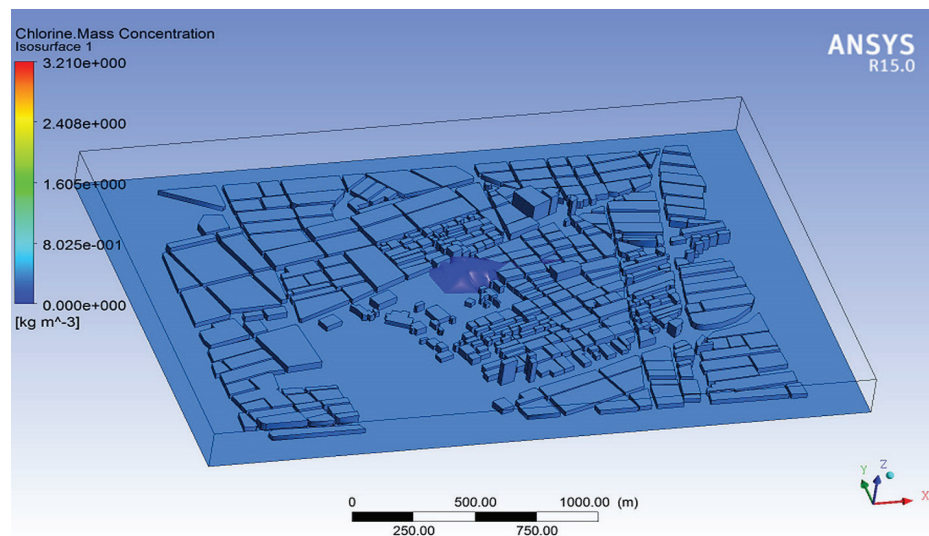 Chlorine.Mass Concentration
Isosurface 1
3.210e+000
2.408e+000
1.605e+000
8.025e-001
0.000e+000
[kg m^-3]
ANSYS
R15.0
Y Z
X
0 500.00 1000.00 (m)
250.00 750.00